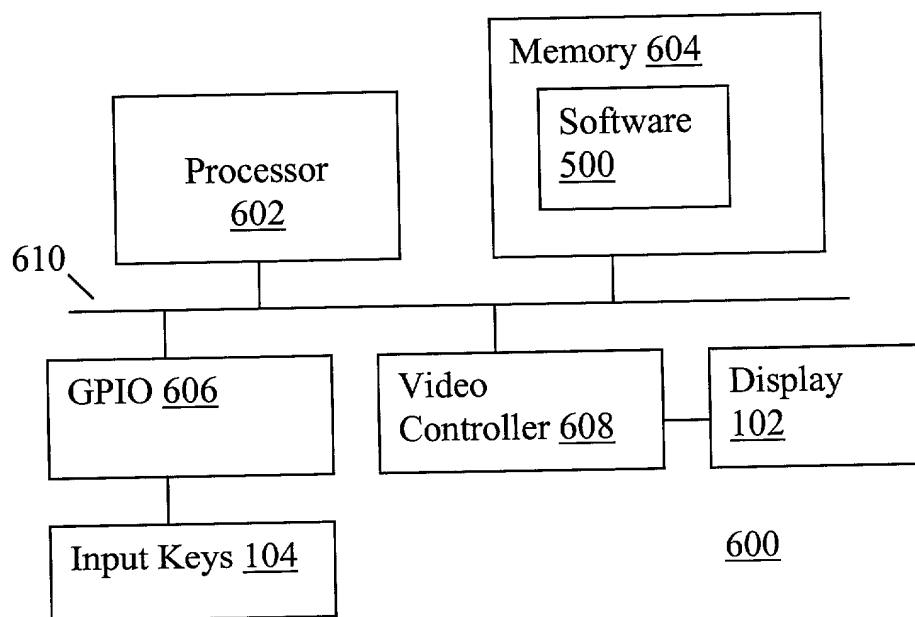 Memory 604
Software
500
Processor
602
610
GPIO 606
Video
Controller 608
Display
102
Input Keys 104
600